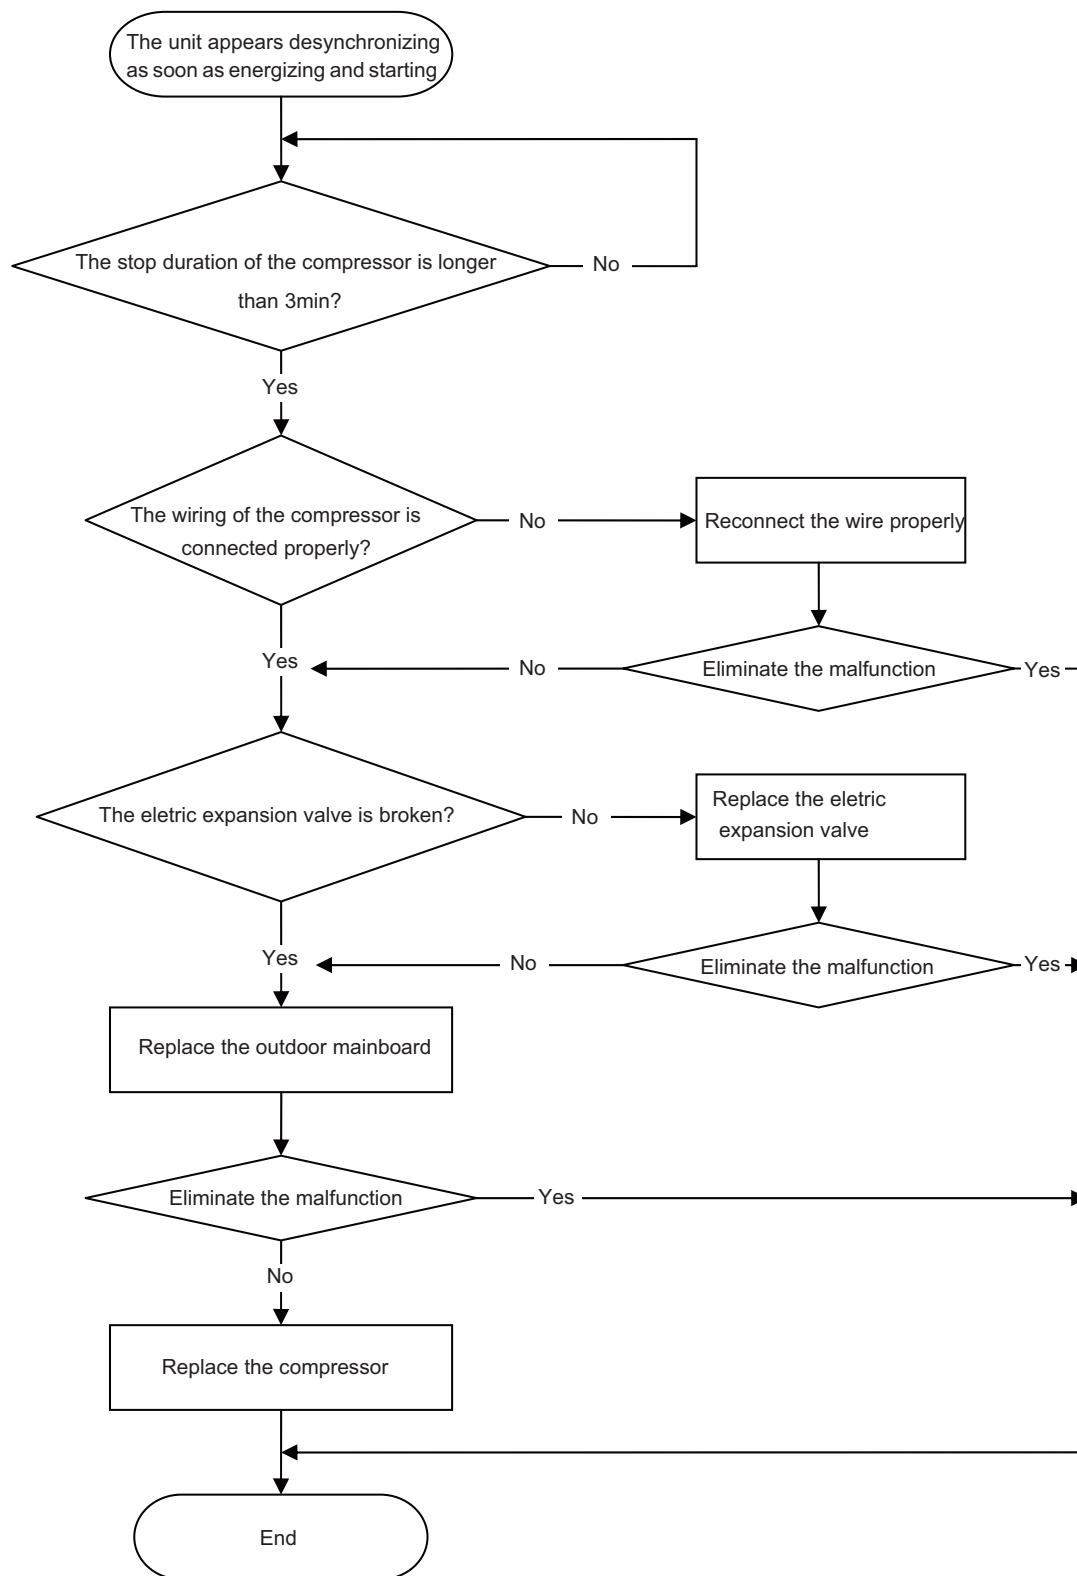 The unit appears desynchronizing
as soon as energizing and starting
The stop duration of the compressor is longer
than 3min?
No
Yes
The wiring of the compressor is
connected properly?
No
Reconnect the wire properly
Yes
No
Eliminate the malfunction
Yes
The eletric expansion valve is broken?
No
Replace the eletric
expansion valve
Yes
No
Eliminate the malfunction
Yes
Replace the outdoor mainboard
Eliminate the malfunction
Yes
No
Replace the compressor
End